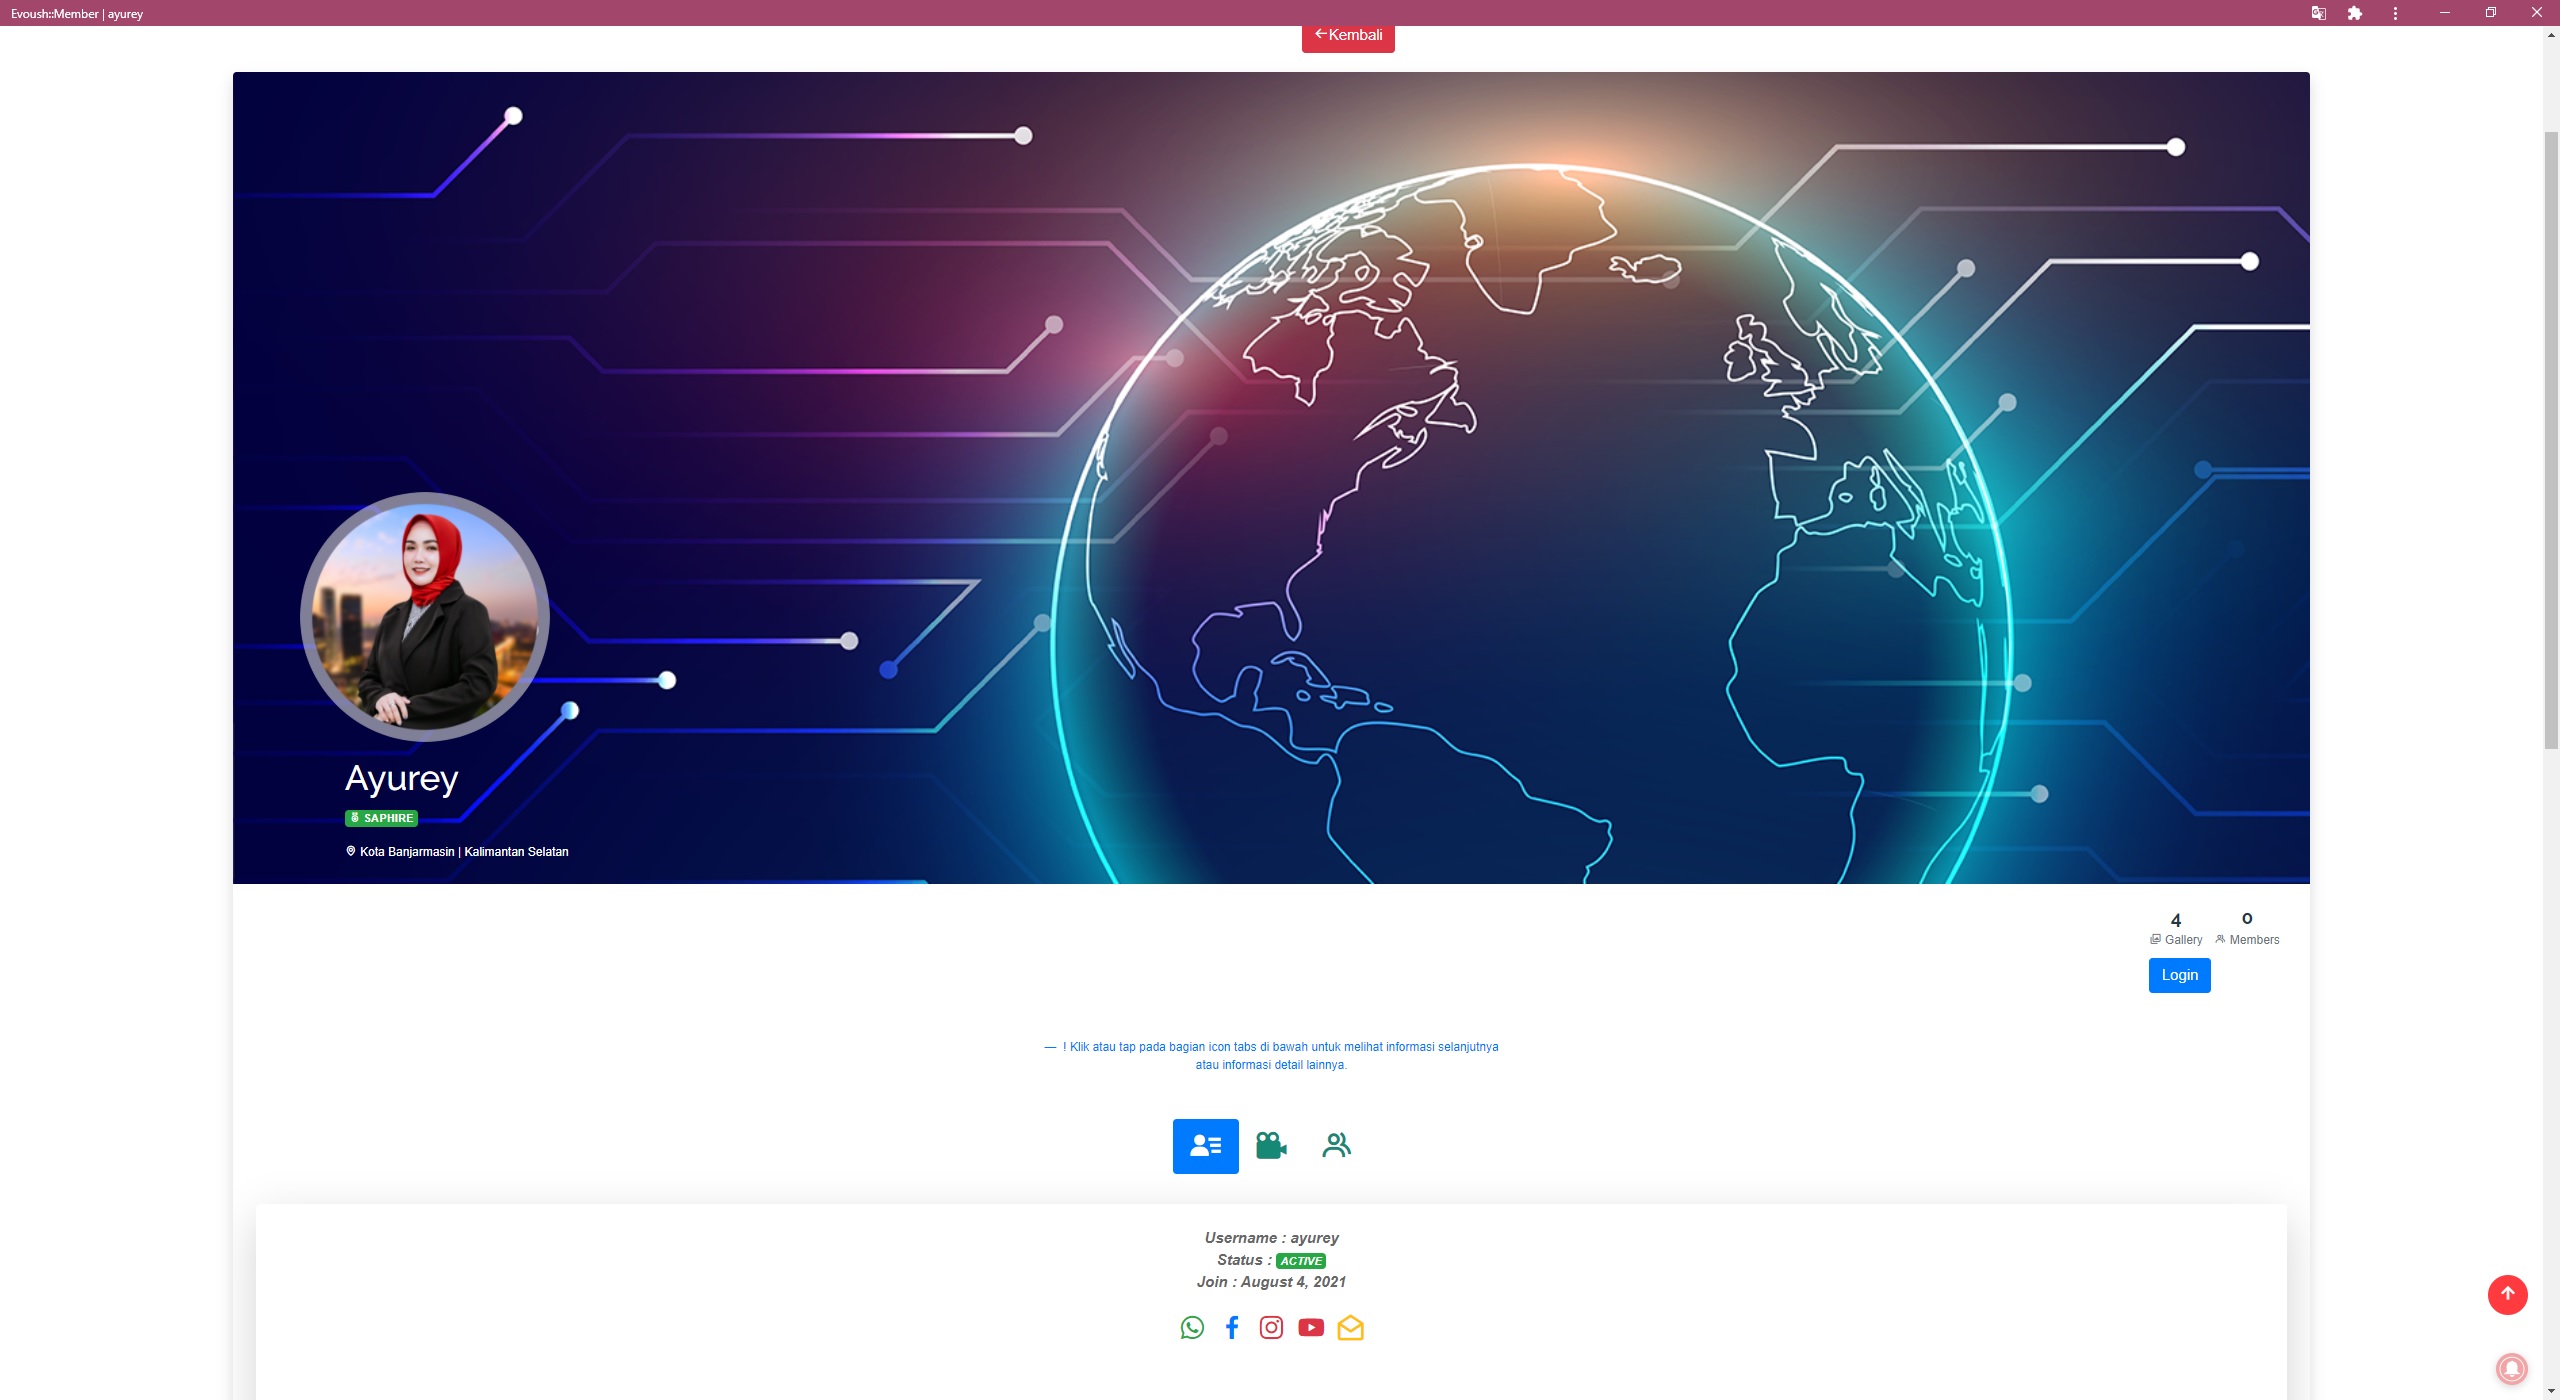 Evoush::Member | ayurey
Kembali
Ayurey
SAPHIRE
Kota Banjarmasin | Kalimantan Selatan
4 0
Gallery Members
Login
— ! Klik atau tap pada bagian icon tabs di bawah untuk melihat informasi selanjutnya
atau informasi detail lainnya.
Username : ayurey
Status : ACTIVE
Join : August 4, 2021